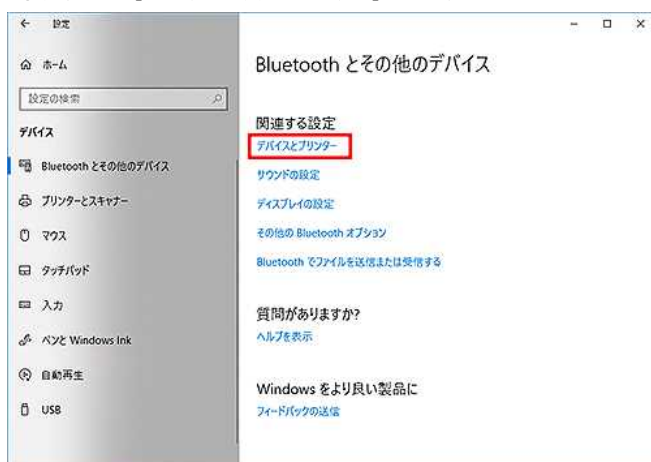 設定
ホーム
設定の検索
デバイス
Bluetooth とその他のデバイス
プリンターとスキャナー
マウス
タッチパッド
入力
ペンと Windows Ink
自動再生
USB
Bluetooth とその他のデバイス
関連する設定
デバイスとプリンター
サウンドの設定
ディスプレイの設定
その他の Bluetooth オプション
Bluetooth でファイルを送信または受信する
質問がありますか?
ヘルプを表示
Windows をより良い製品に
フィードバックの送信